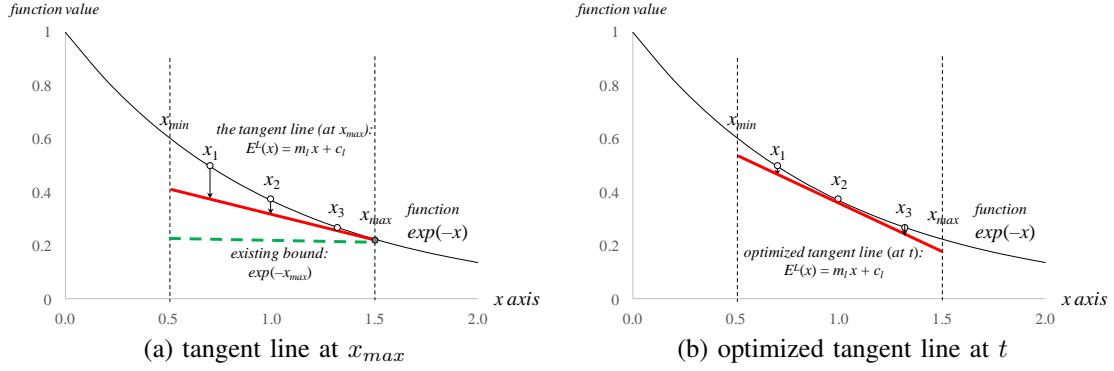 function value
1
0.8
0.6
0.4
0.2
0
0.0
0.5
1.0
1.5
2.0
x axis
x_min
the tangent line (at x_max):
E^L(x) = m_l x + c_l
x_1
x_2
x_3
x_max
function
exp(–x)
existing bound:
exp(–x_max)
(a) tangent line at x_max
function value
1
0.8
0.6
0.4
0.2
0
0.0
0.5
1.0
1.5
2.0
x axis
x_min
x_1
x_2
x_3
x_max
function
exp(–x)
optimized tangent line (at t):
E^L(x) = m_l x + c_l
(b) optimized tangent line at t